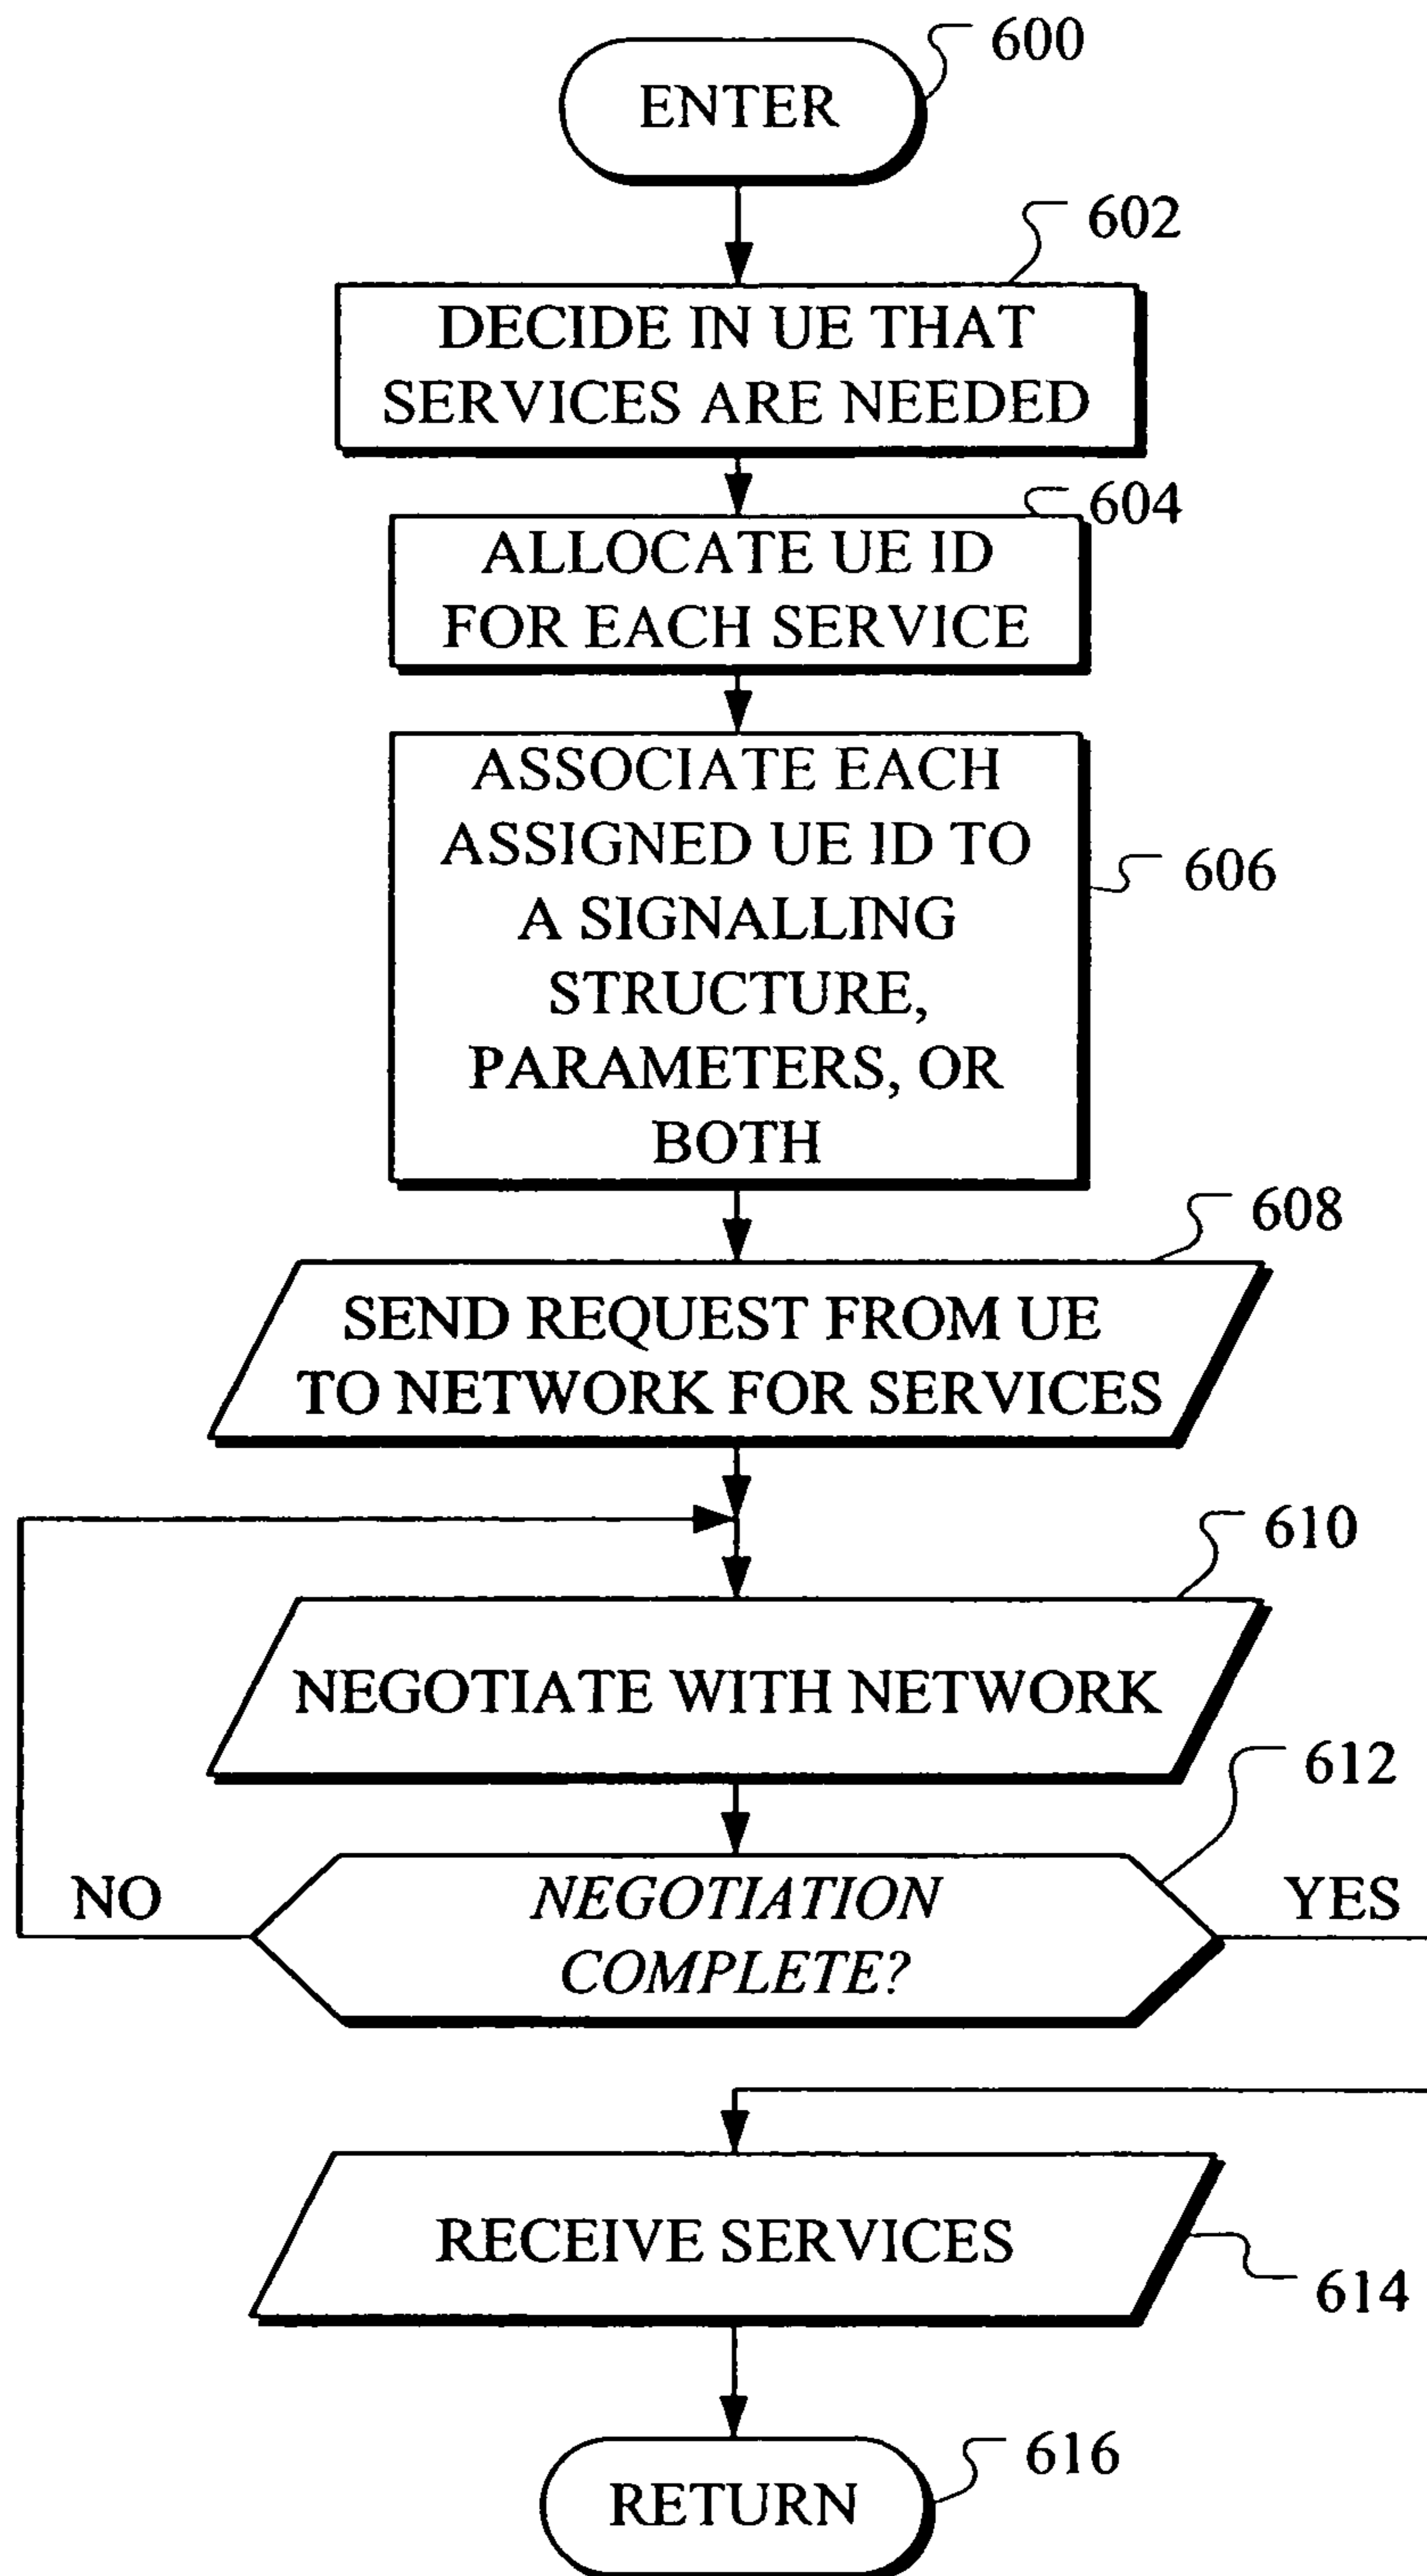 600
ENTER
602
DECIDE IN UE THAT
SERVICES ARE NEEDED
604
ALLOCATE UE ID
FOR EACH SERVICE
ASSOCIATE EACH
ASSIGNED UE ID TO
A SIGNALLING
STRUCTURE,
PARAMETERS, OR
BOTH
606
608
SEND REQUEST FROM UE
TO NETWORK FOR SERVICES
610
NEGOTIATE WITH NETWORK
612
NO
NEGOTIATION
COMPLETE?
YES
RECEIVE SERVICES
614
616
RETURN